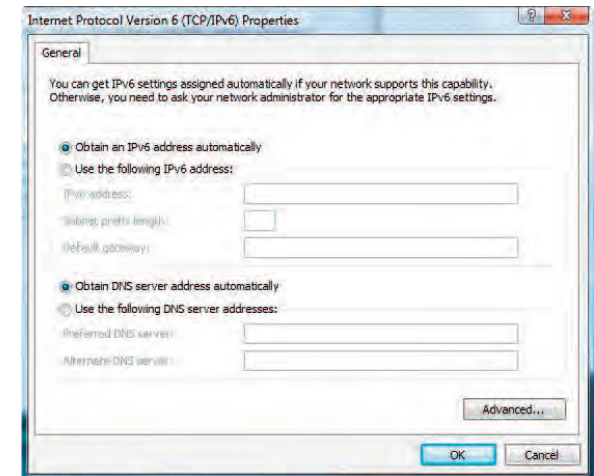 Internet Protocol Version 6 (TCP/IPv6) Properties
General
You can get IPv6 settings assigned automatically if your network supports this capability.
Otherwise, you need to ask your network administrator for the appropriate IPv6 settings.
Obtain an IPv6 address automatically
Use the following IPv6 address:
IPv6 address:
Subnet prefix length:
Default gateway:
Obtain DNS server address automatically
Use the following DNS server addresses:
Preferred DNS server:
Alternate DNS server:
Advanced...
OK
Cancel